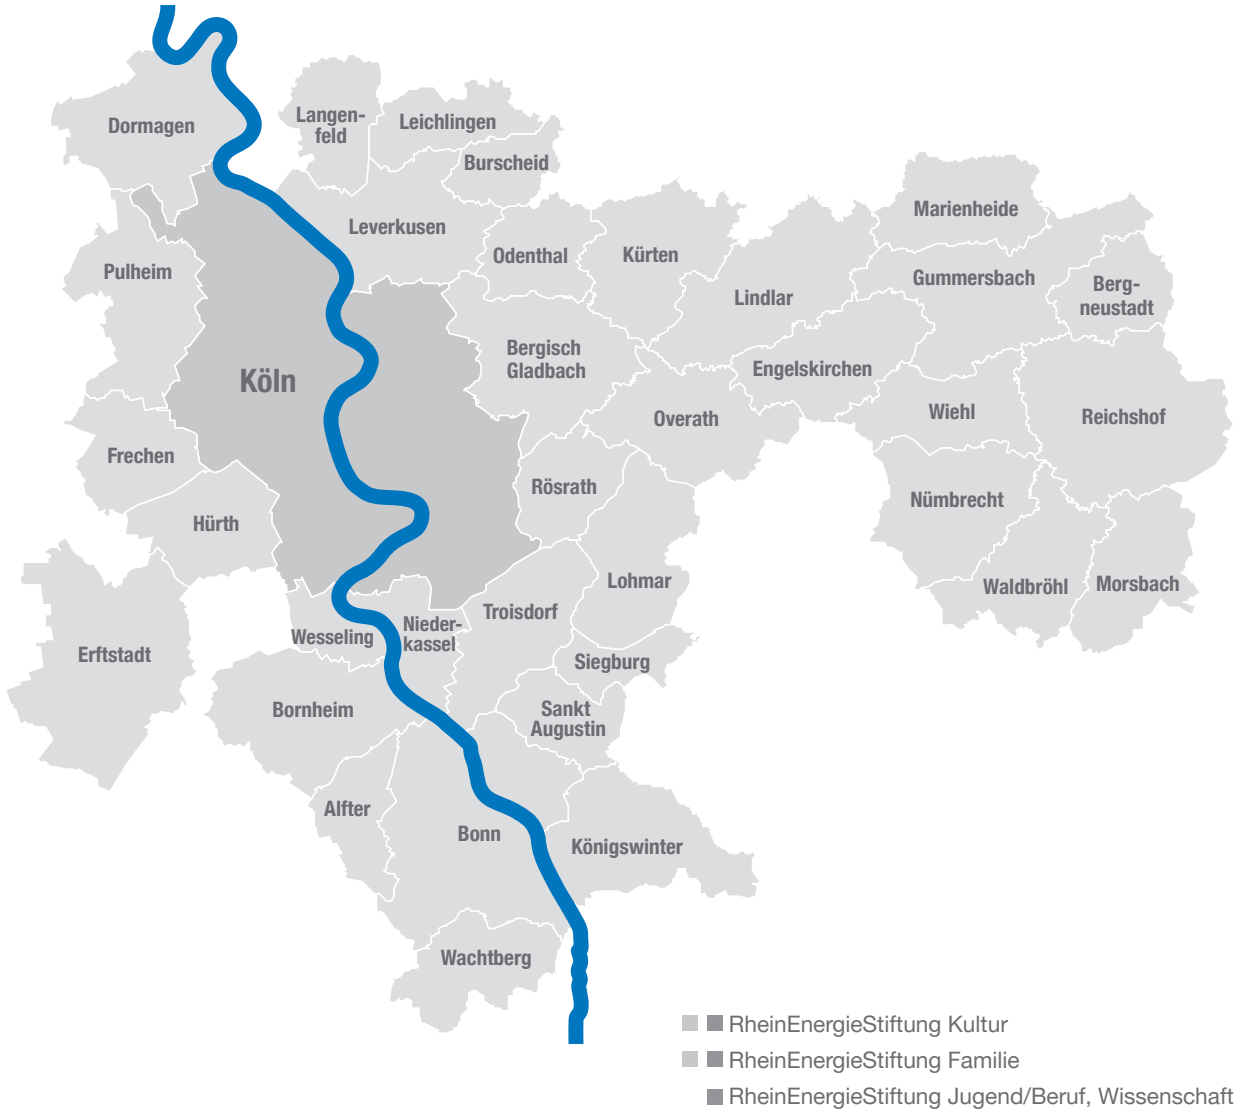 Dormagen
Langen-
feld
Leichlingen
Burscheid
Marienheide
Leverkusen
Pulheim
Odenthal
Kürten
Lindlar
Gummersbach
Berg-
neustadt
Bergisch
Gladbach
Köln
Engelskirchen
Overath
Wiehl
Reichshof
Frechen
Rösrath
Nümbrecht
Hürth
Lohmar
Waldbröhl
Morsbach
Troisdorf
Wesseling
Nieder-
kassel
Erftstadt
Siegburg
Bornheim
Sankt
Augustin
Alfter
Bonn
Königswinter
Wachtberg
RheinEnergieStiftung Kultur
RheinEnergieStiftung Familie
RheinEnergieStiftung Jugend/Beruf, Wissenschaft